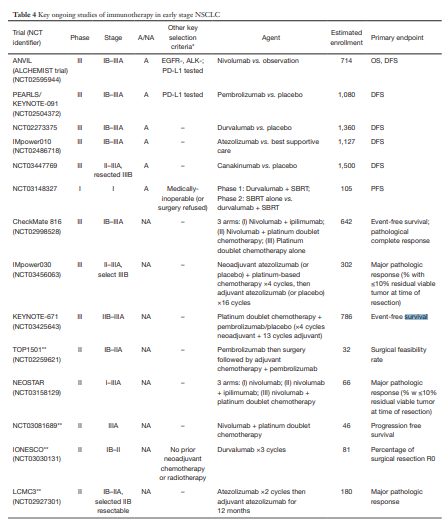 Table 4 Key ongoing studies of immunotherapy in early stage NSCLC
Trial (NCT identifier) Phase Stage A/NA Other key selection criteria* Agent Estimated enrollment Primary endpoint
ANVIL III IB–IIIA A EGFR-, ALK-; Nivolumab vs. observation 714 OS, DFS
(ALCHEMIST trial) PD-L1 tested
(NCT02595944)
PEARLS/ III IB–IIIA A PD-L1 tested Pembrolizumab vs. placebo 1,080 DFS
KEYNOTE-091
(NCT02504372)
NCT02273375 III IB–IIIA A – Durvalumab vs. placebo 1,360 DFS
IMpower010 III IB–IIIA A – Atezolizumab vs. best supportive 1,127 DFS
(NCT02486718) care
NCT03447769 III II–IIIA, A – Canakinumab vs. placebo 1,500 DFS
resected IIIB
NCT03148327 I I A Medically- Phase 1: Durvalumab + SBRT; 105 PFS
inoperable (or Phase 2: SBRT alone vs.
surgery refused) durvalumab + SBRT
CheckMate 816 III IB–IIIA NA – 3 arms: (I) Nivolumab + ipilimumab; 642 Event-free survival;
(NCT02998528) (II) Nivolumab + platinum doublet pathological
chemotherapy; (III) Platinum complete response
doublet chemotherapy alone
IMpower030 III II–IIIA, NA – Neoadjuvant atezolizumab (or 302 Major pathologic
(NCT03456063) select IIIB placebo) + platinum-based response (% with
chemotherapy ×4 cycles, then ≤10% residual viable
adjuvant atezolizumab (or placebo) tumor at time of
×16 cycles resection)
KEYNOTE-671 III IIB–IIIA NA – Platinum doublet chemotherapy + 786 Event-free survival
(NCT03425643) pembrolizumab/placebo (×4 cycles
neoadjuvant + 13 cycles adjuvant)
TOP1501** II IB–IIIA NA – Pembrolizumab then surgery 32 Surgical feasibility
(NCT02259621) followed by adjuvant rate
chemotherapy + pembrolizumab
NEOSTAR II I–IIIA NA – 3 arms: (I) nivolumab; (II) nivolumab 66 Major pathologic
(NCT03158129) + ipilimumab; (III) nivolumab + response (% w ≤10%
platinum doublet chemotherapy residual viable tumor
at time of resection)
NCT03081689** II IIIA NA – Nivolumab + platinum doublet 46 Progression free
chemotherapy survival
IONESCO** II IB–II NA No prior Durvalumab ×3 cycles 81 Percentage of
(NCT03030131) neoadjuvant surgical resection R0
chemotherapy
or radiotherapy
LCMC3** II IB–IIA, NA – Atezolizumab ×2 cycles then 180 Major pathologic
(NCT02927301) selected IIB adjuvant atezolizumab for response
resectable 12 months